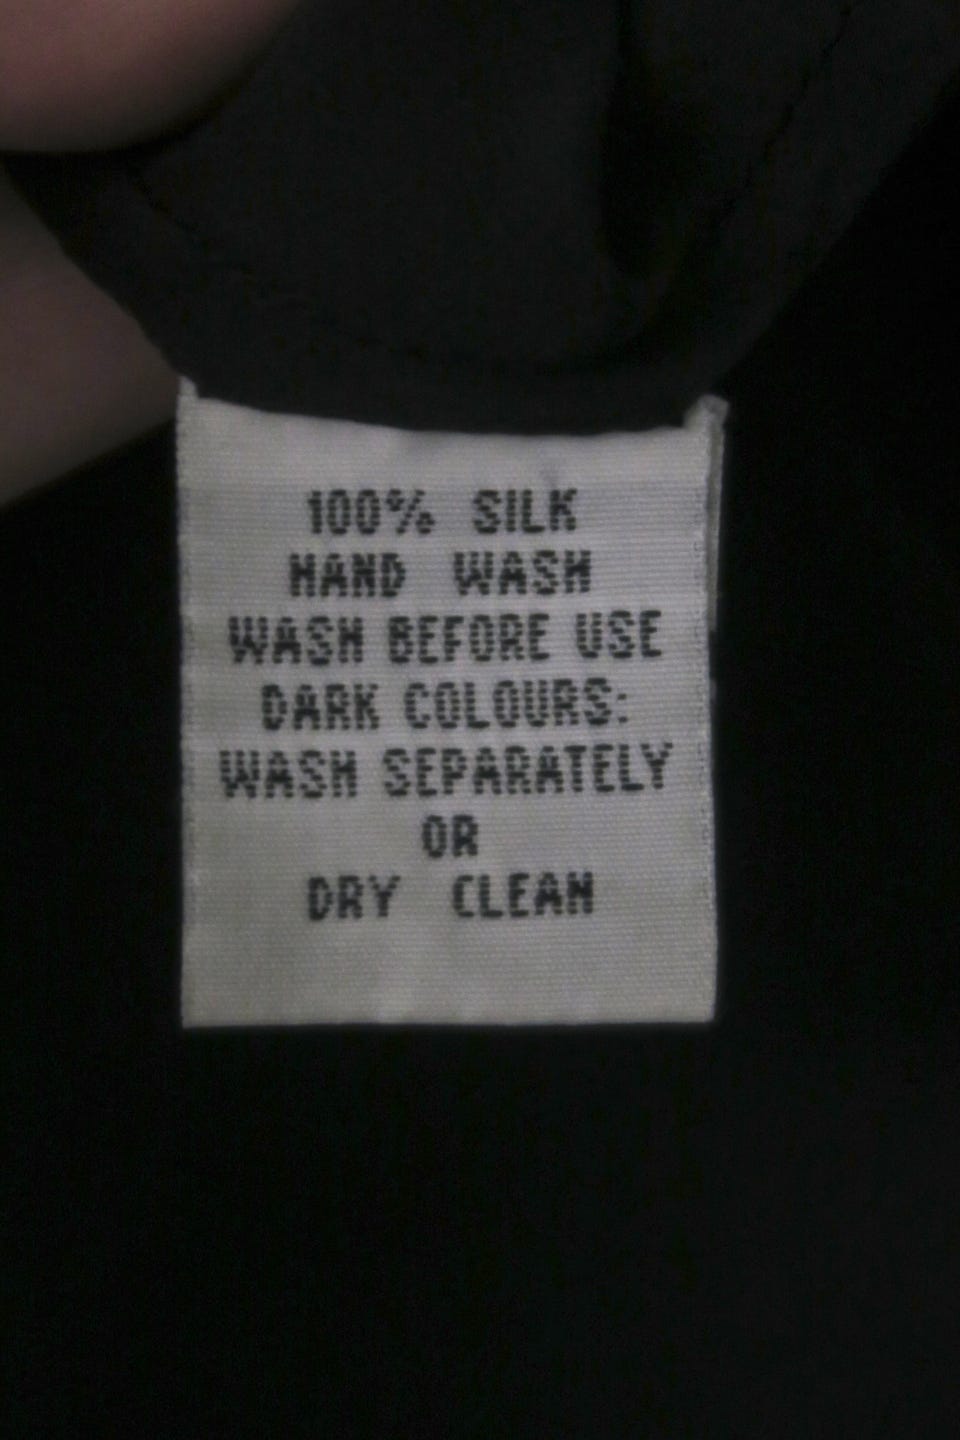 100% SILK
HAND WASH
WASH BEFORE USE
DARK COLOURS:
WASH SEPARATELY
OR
DRY CLEAN